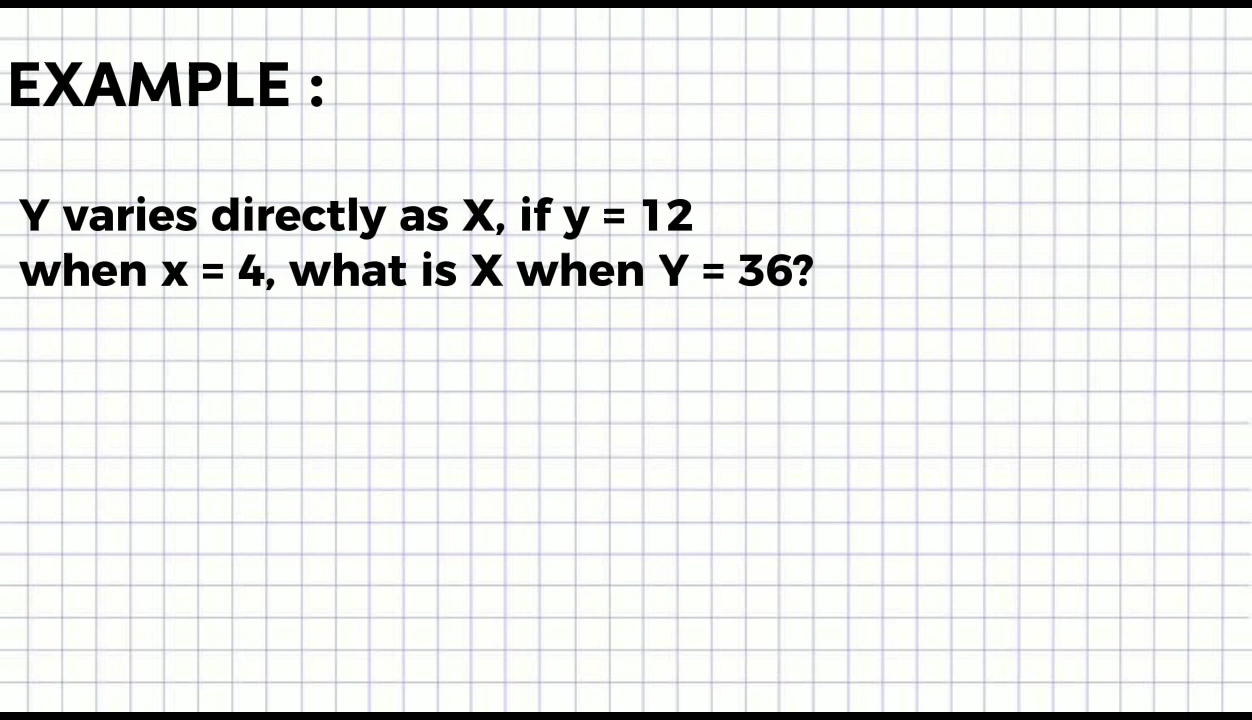 EXAMPLE :
Y varies directly as X, if y = 12
when x = 4, what is X when Y = 36?